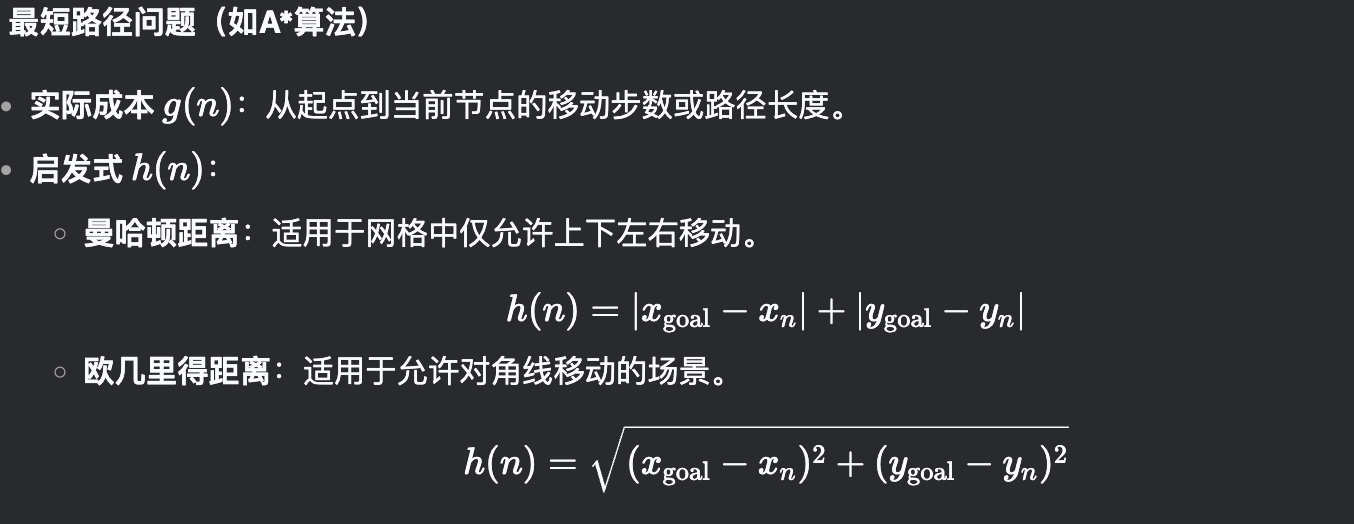 最短路径问题（如A*算法）
• 实际成本 g(n)：从起点到当前节点的移动步数或路径长度。
• 启发式 h(n)：
○ 曼哈顿距离：适用于网格中仅允许上下左右移动。
h(n) = |x_goal − x_n| + |y_goal − y_n|
○ 欧几里得距离：适用于允许对角线移动的场景。
h(n) = √((x_goal − x_n)² + (y_goal − y_n)²)